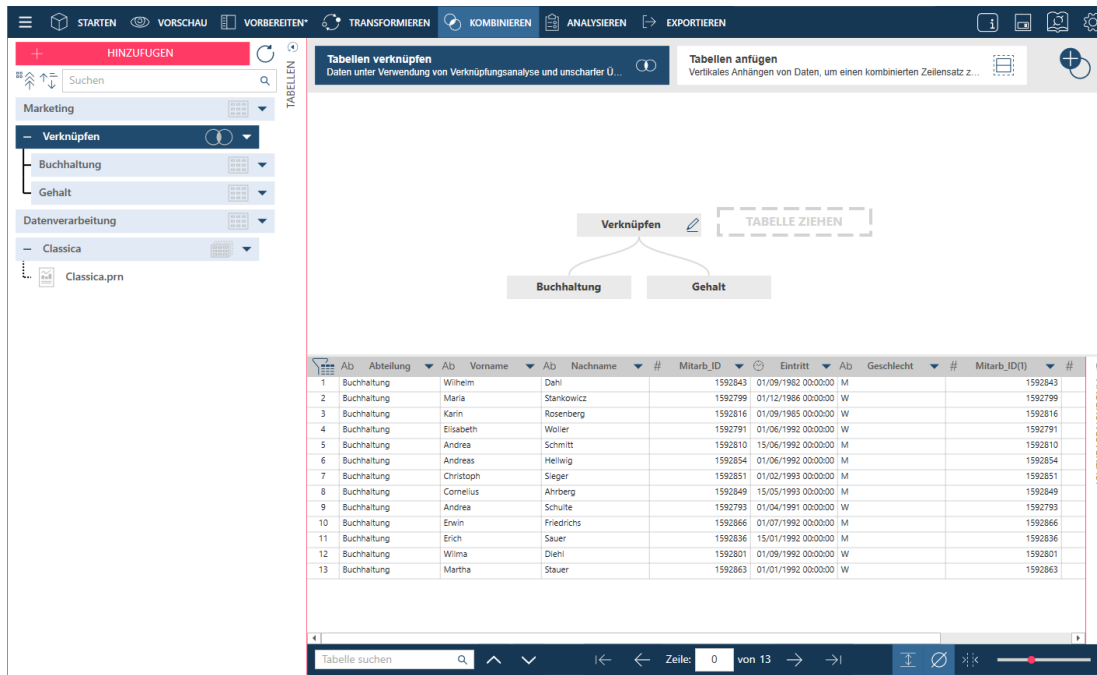 STARTEN VORSCHAU VORBEREITEN* TRANSFORMIEREN KOMBINIEREN ANALYSIEREN EXPORTIEREN
+ HINZUFÜGEN
Suchen
TABELLEN
Marketing
– Verknüpfen
Buchhaltung
Gehalt
Datenverarbeitung
– Classica
Classica.prn
Tabellen verknüpfen
Daten unter Verwendung von Verknüpfungsanalyse und unscharfer Ü...
Tabellen anfügen
Vertikales Anhängen von Daten, um einen kombinierten Zeilensatz z...
Verknüpfen TABELLE ZIEHEN
Buchhaltung Gehalt
Ab Abteilung Ab Vorname Ab Nachname # Mitarb_ID Eintritt Ab Geschlecht # Mitarb_ID(1) #
1 Buchhaltung Wilhelm Dahl 1592843 01/09/1982 00:00:00 M 1592843
2 Buchhaltung Maria Stankowicz 1592799 01/12/1986 00:00:00 W 1592799
3 Buchhaltung Karin Rosenberg 1592816 01/09/1985 00:00:00 W 1592816
4 Buchhaltung Elisabeth Woller 1592791 01/06/1992 00:00:00 W 1592791
5 Buchhaltung Andrea Schmitt 1592810 15/06/1992 00:00:00 M 1592810
6 Buchhaltung Andreas Hellwig 1592854 01/06/1992 00:00:00 M 1592854
7 Buchhaltung Christoph Sieger 1592851 01/02/1993 00:00:00 M 1592851
8 Buchhaltung Cornelius Ahrberg 1592849 15/05/1993 00:00:00 M 1592849
9 Buchhaltung Andrea Schulte 1592793 01/04/1991 00:00:00 W 1592793
10 Buchhaltung Erwin Friedrichs 1592866 01/07/1992 00:00:00 M 1592866
11 Buchhaltung Erich Sauer 1592836 15/01/1992 00:00:00 M 1592836
12 Buchhaltung Wilma Diehl 1592801 01/09/1992 00:00:00 W 1592801
13 Buchhaltung Martha Stauer 1592863 01/01/1992 00:00:00 W 1592863
Tabelle suchen Zeile: 0 von 13